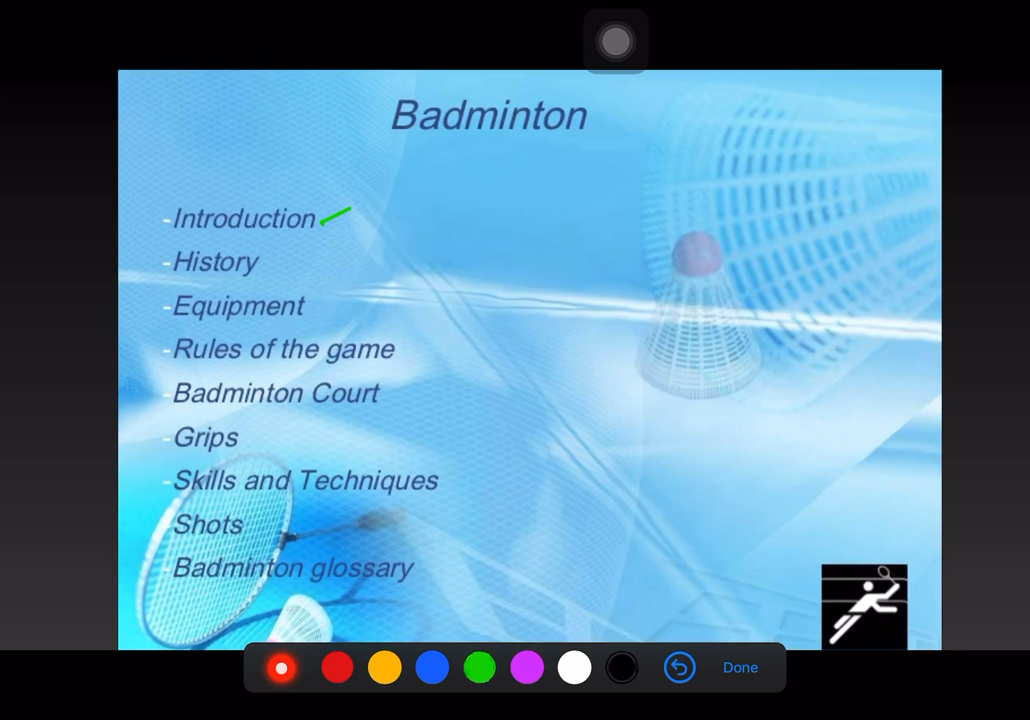 Badminton
-Introduction
-History
-Equipment
-Rules of the game
-Badminton Court
-Grips
-Skills and Techniques
-Shots
-Badminton glossary
Done